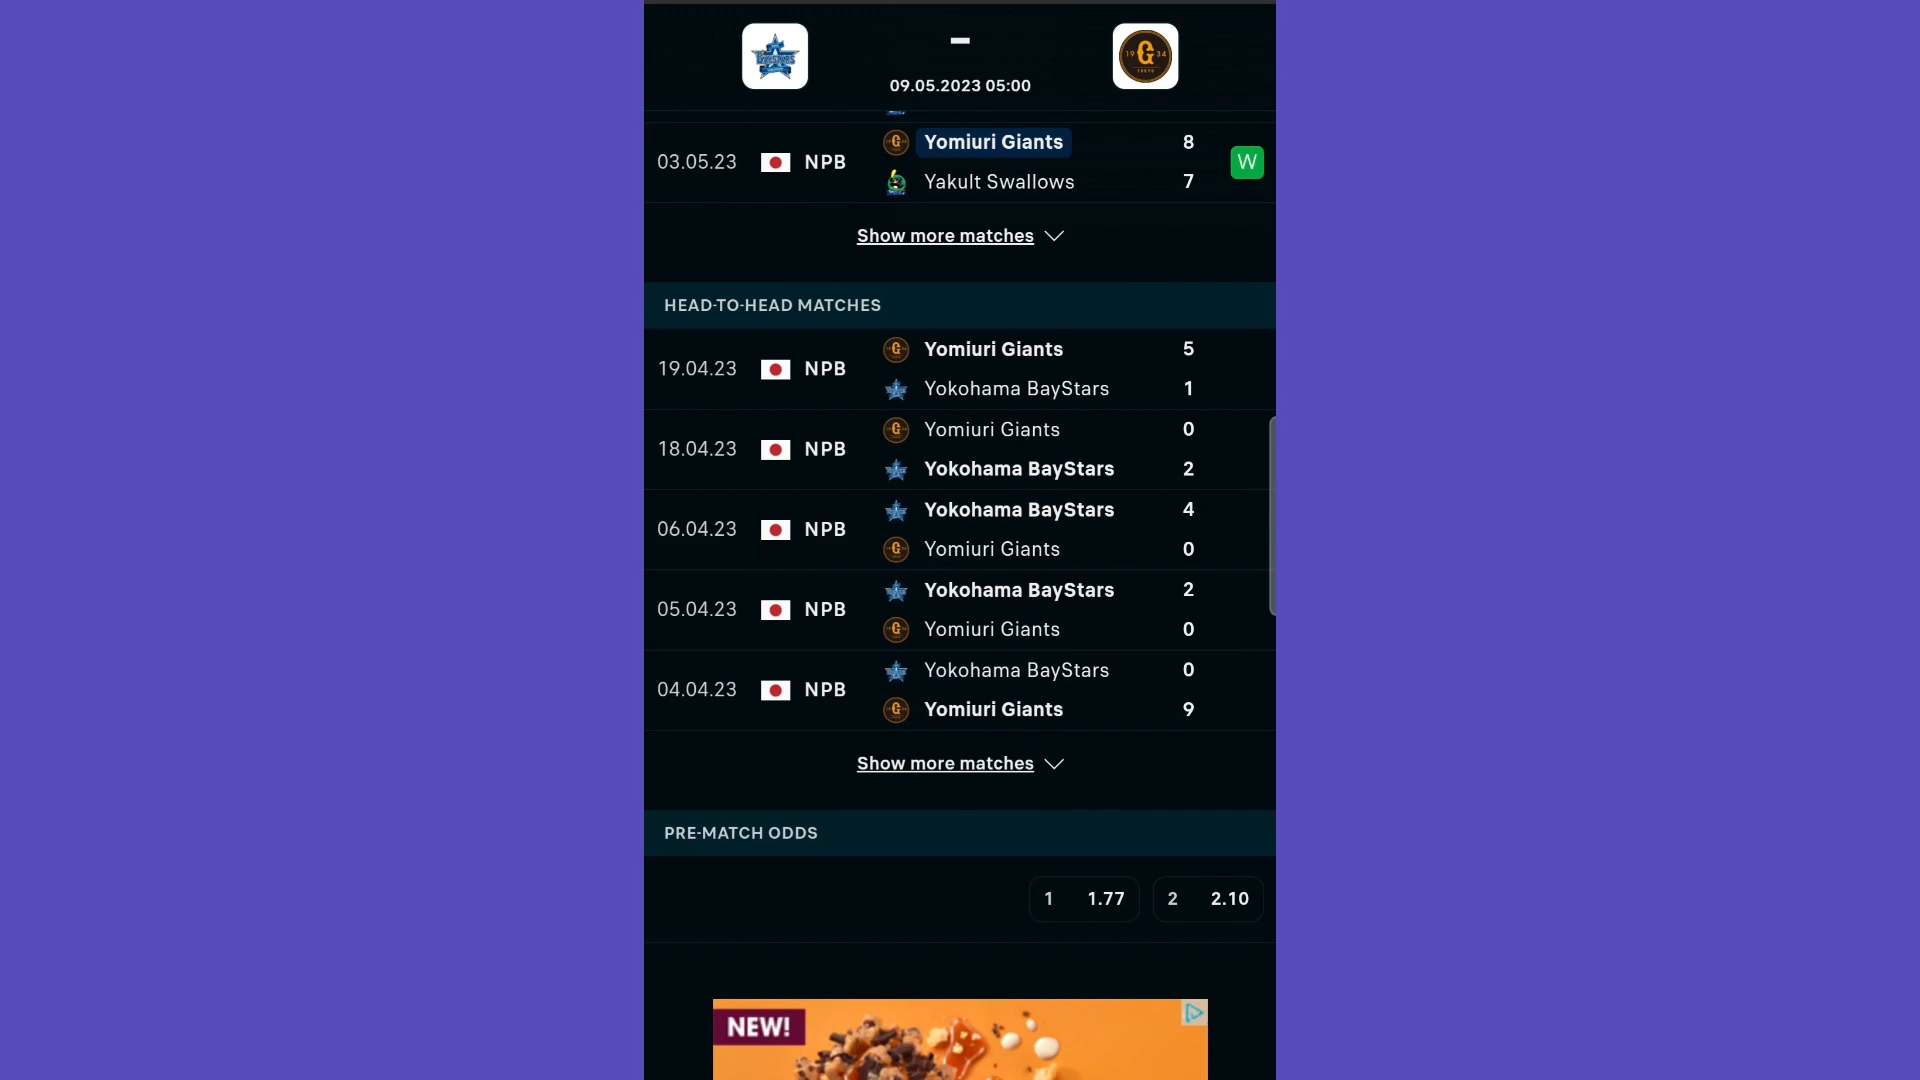 BAYSTARS
-
19 G 34
TOKYO
09.05.2023 05:00
03.05.23 NPB Yomiuri Giants 8 W
Yakult Swallows 7
Show more matches
HEAD-TO-HEAD MATCHES
19.04.23 NPB Yomiuri Giants 5
Yokohama BayStars 1
18.04.23 NPB Yomiuri Giants 0
Yokohama BayStars 2
06.04.23 NPB Yokohama BayStars 4
Yomiuri Giants 0
05.04.23 NPB Yokohama BayStars 2
Yomiuri Giants 0
04.04.23 NPB Yokohama BayStars 0
Yomiuri Giants 9
Show more matches
PRE-MATCH ODDS
1 1.77 2 2.10
NEW!